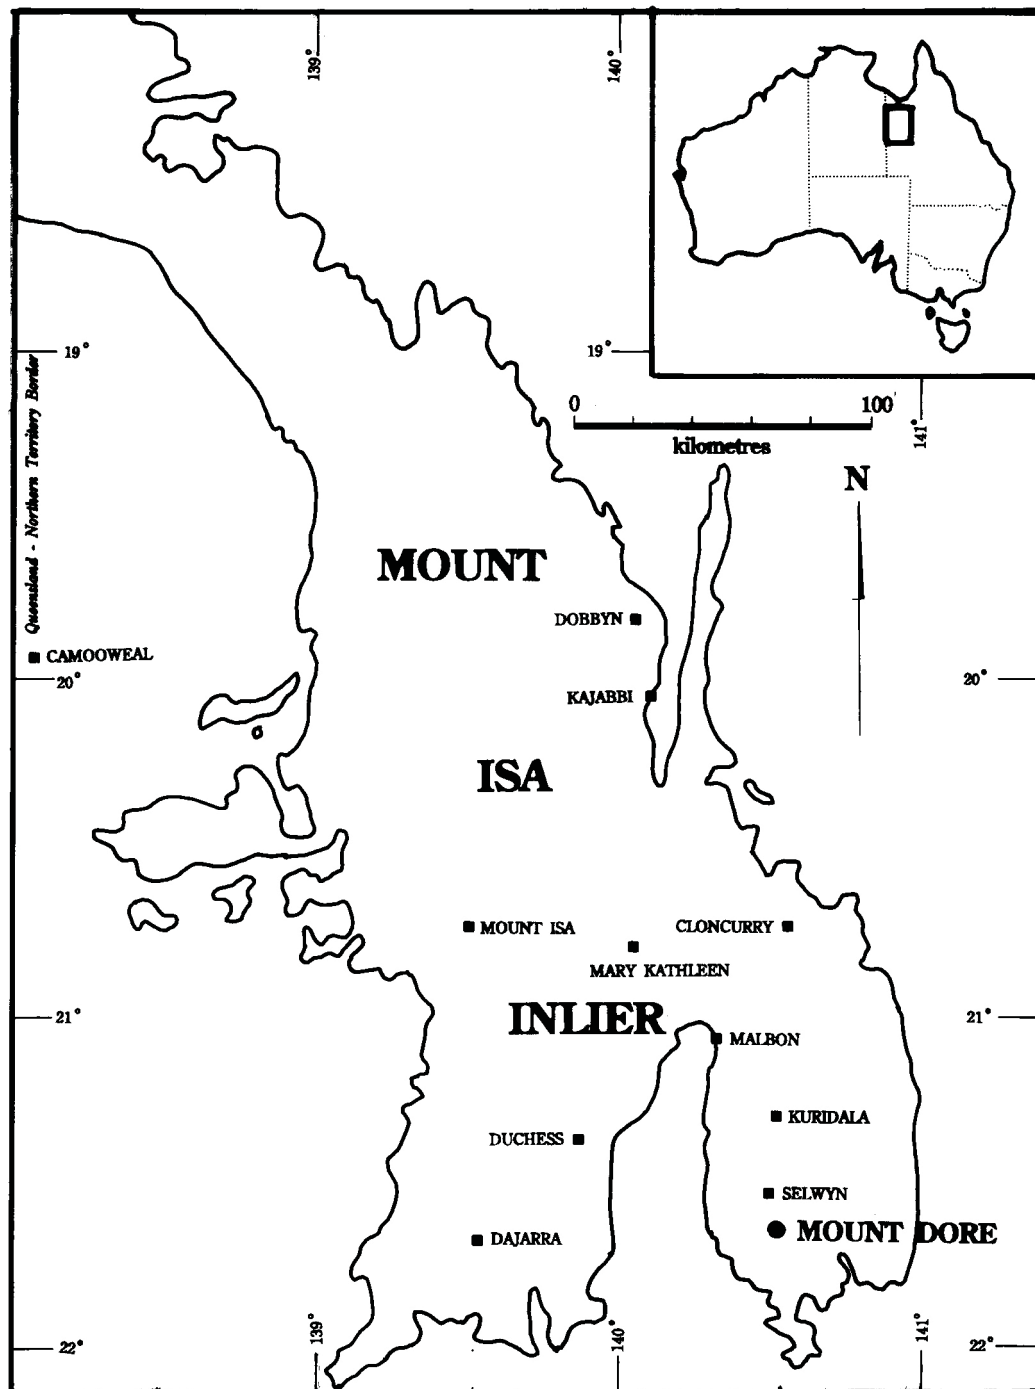 139°
140°
19°
19°
Queensland - Northern Territory Border
0 100
kilometres
141°
N
MOUNT
DOBBYN
CAMOOWEAL
20°
20°
KAJABBI
ISA
MOUNT ISA
CLONCURRY
MARY KATHLEEN
21°
INLIER
21°
MALBON
KURIDALA
DUCHESS
SELWYN
MOUNT DORE
DAJARRA
139°
140°
141°
22°
22°